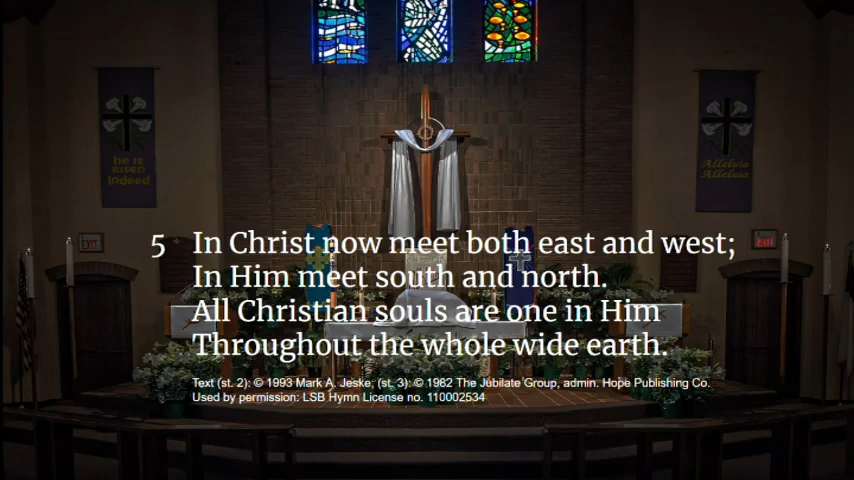 he is
risen
indeed
Alleluia
Alleluia
EXIT
EXIT
5 In Christ now meet both east and west;
In Him meet south and north.
All Christian souls are one in Him
Throughout the whole wide earth.
Text (st. 2): © 1993 Mark A. Jeske; (st. 3): © 1982 The Jubilate Group, admin. Hope Publishing Co.
Used by permission: LSB Hymn License no. 110002534